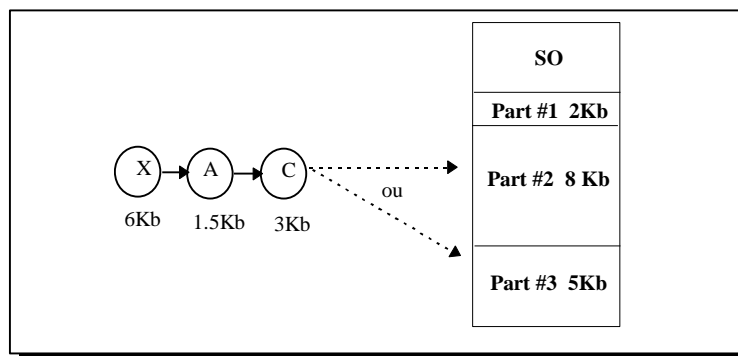 SO
Part #1 2Kb
Part #2 8 Kb
Part #3 5Kb
X A C
6Kb 1.5Kb 3Kb
ou